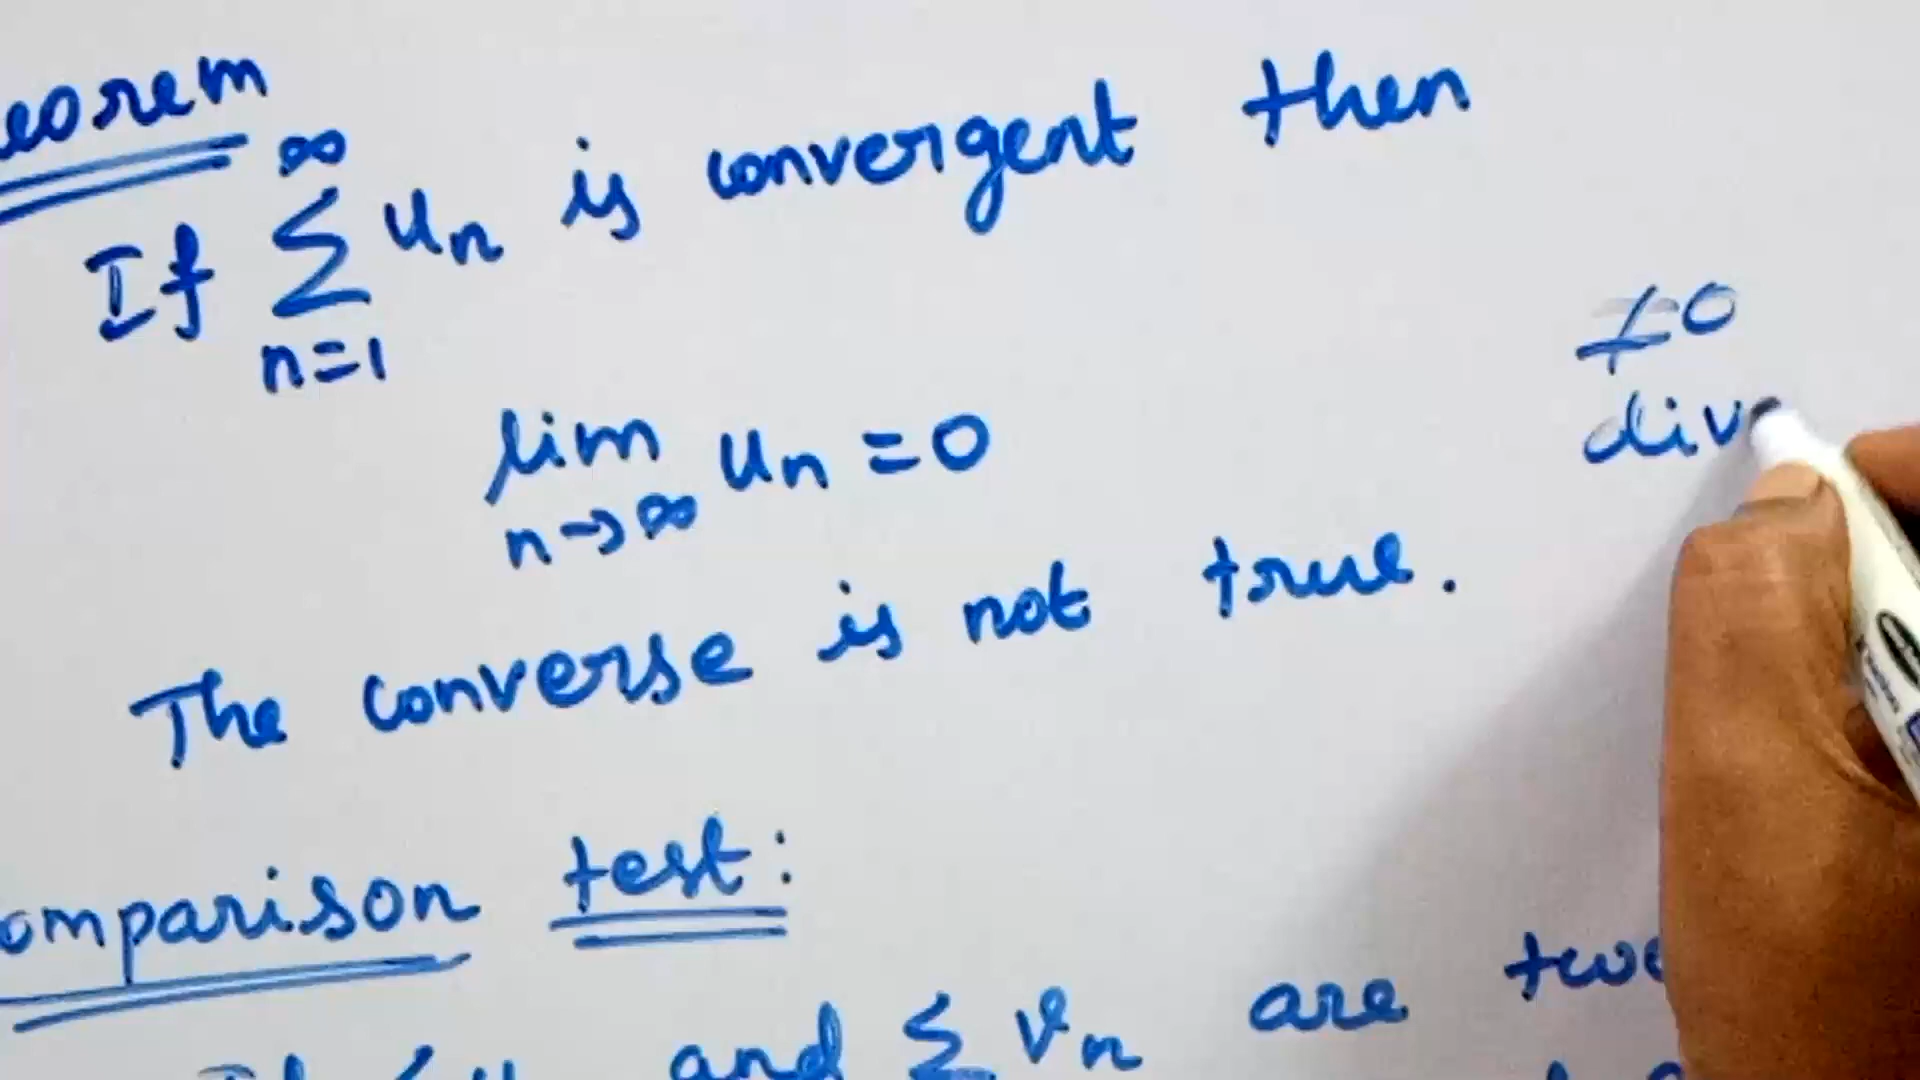 eorem
If ∞ Σ n=1 un is convergent then
≠0
lim n→∞ un =0
div
The converse is not true.
omparison test:
and Σ vn are